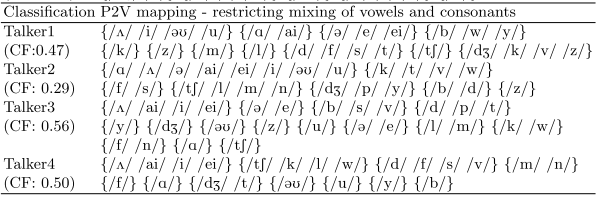 Classification P2V mapping - restricting mixing of vowels and consonants
Talker1 {/ʌ/ /i/ /əʊ/ /u/} {/ɑ/ /ai/} {/ə/ /e/ /ei/} {/b/ /w/ /y/}
(CF:0.47) {/k/} {/z/} {/m/} {/l/} {/d/ /f/ /s/ /t/} {/tʃ/} {/dʒ/ /k/ /v/ /z/}
Talker2 {/ɑ/ /ʌ/ /ə/ /ai/ /ei/ /i/ /əʊ/ /u/} {/k/ /t/ /v/ /w/}
(CF: 0.29) {/f/ /s/} {/tʃ/ /l/ /m/ /n/} {/dʒ/ /p/ /y/} {/b/ /d/} {/z/}
Talker3 {/ʌ/ /ai/ /i/ /ei/} {/ə/ /e/} {/b/ /s/ /v/} {/d/ /p/ /t/}
(CF: 0.56) {/y/} {/dʒ/} {/əʊ/} {/z/} {/u/} {/ə/ /e/} {/l/ /m/} {/k/ /w/}
{/f/ /n/} {/ɑ/} {/tʃ/}
Talker4 {/ʌ/ /ai/ /i/ /ei/} {/tʃ/ /k/ /l/ /w/} {/d/ /f/ /s/ /v/} {/m/ /n/}
(CF: 0.50) {/f/} {/ɑ/} {/dʒ/ /t/} {/əʊ/} {/u/} {/y/} {/b/}